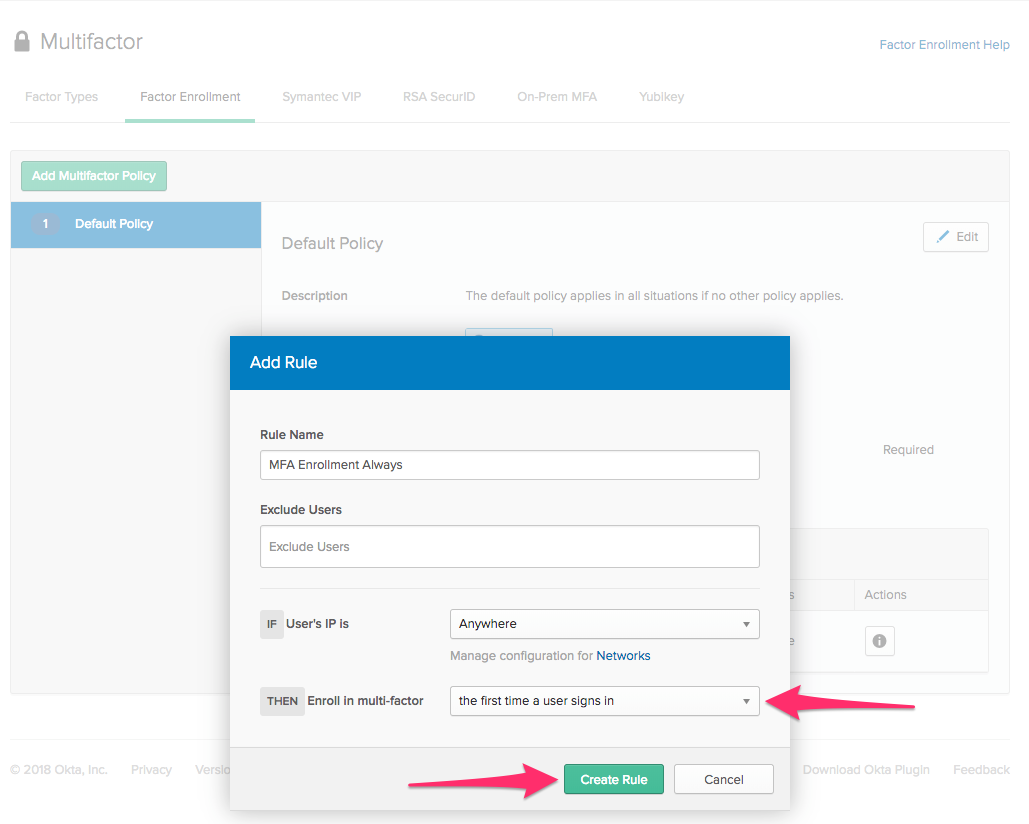 Multifactor
Factor Enrollment Help
Factor Types Factor Enrollment Symantec VIP RSA SecurID On-Prem MFA Yubikey
Add Multifactor Policy
1 Default Policy
Default Policy
Edit
Description The default policy applies in all situations if no other policy applies.
Add Rule
Rule Name
MFA Enrollment Always
Required
Exclude Users
Exclude Users
Actions
IF User's IP is Anywhere
Manage configuration for Networks
THEN Enroll in multi-factor the first time a user signs in
© 2018 Okta, Inc. Privacy Download Okta Plugin Feedback
Create Rule Cancel